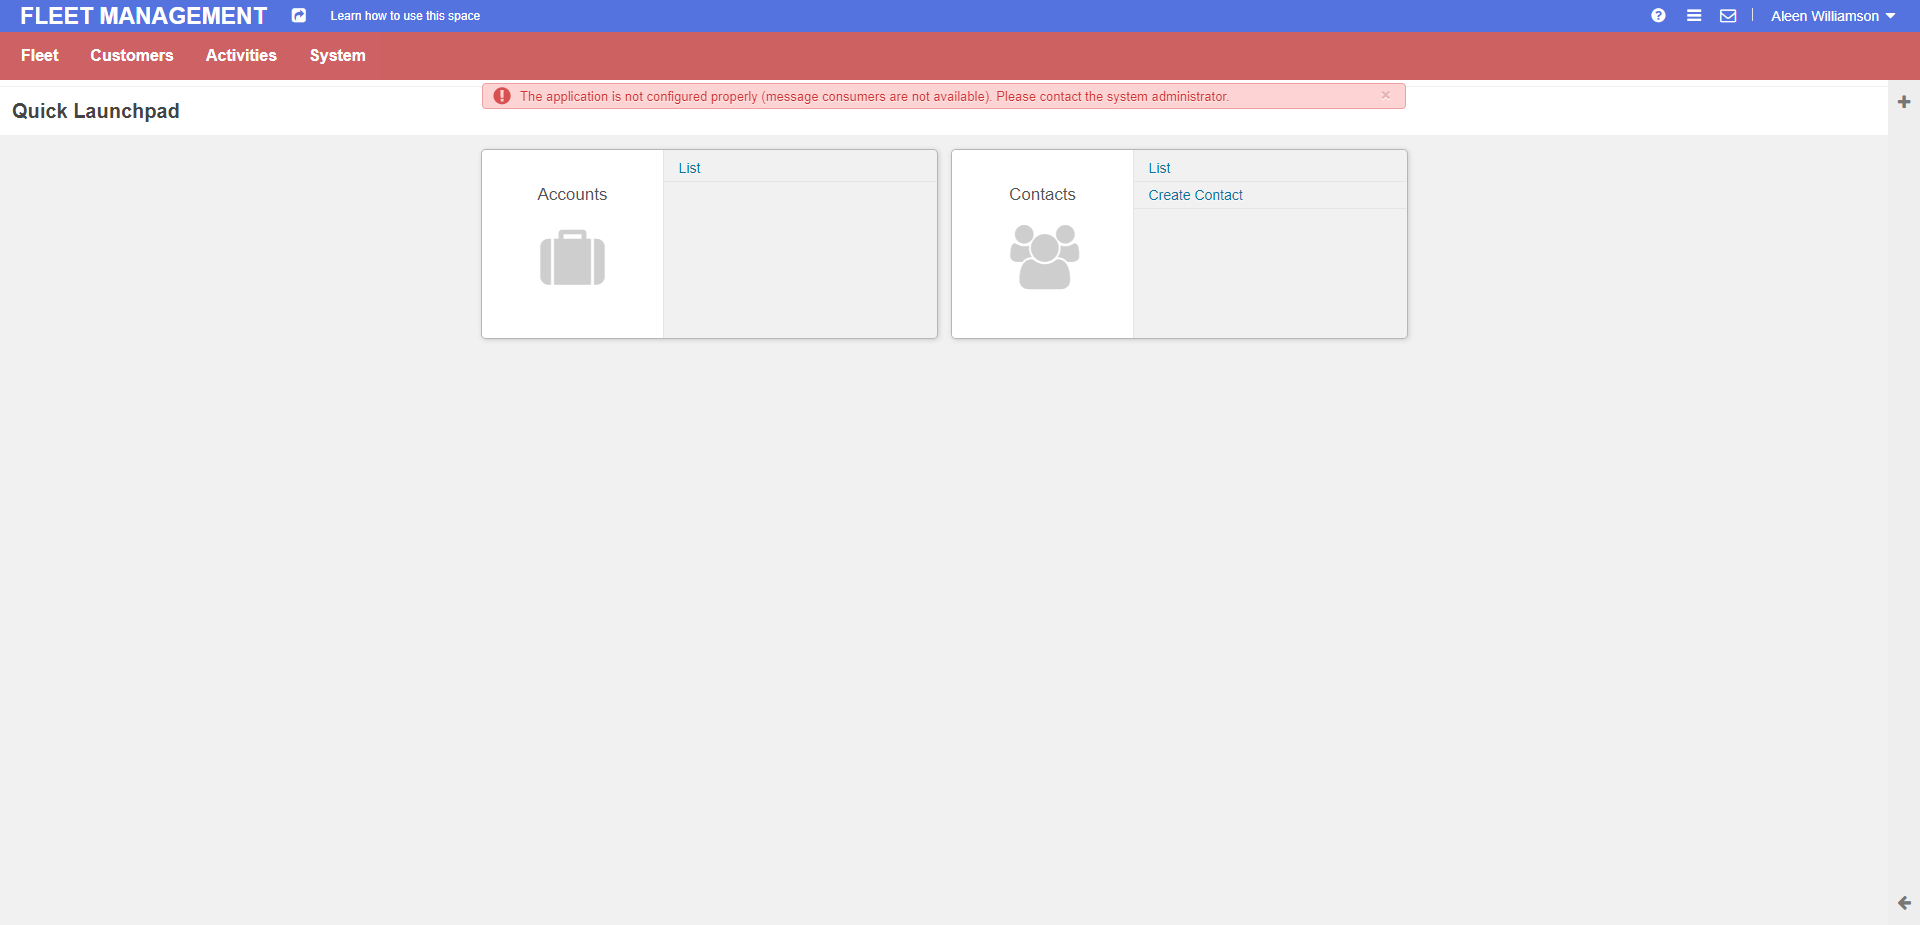 FLEET MANAGEMENT
Learn how to use this space
Aleen Williamson
Fleet
Customers
Activities
System
The application is not configured properly (message consumers are not available). Please contact the system administrator.
×
Quick Launchpad
Accounts
List
Contacts
List
Create Contact